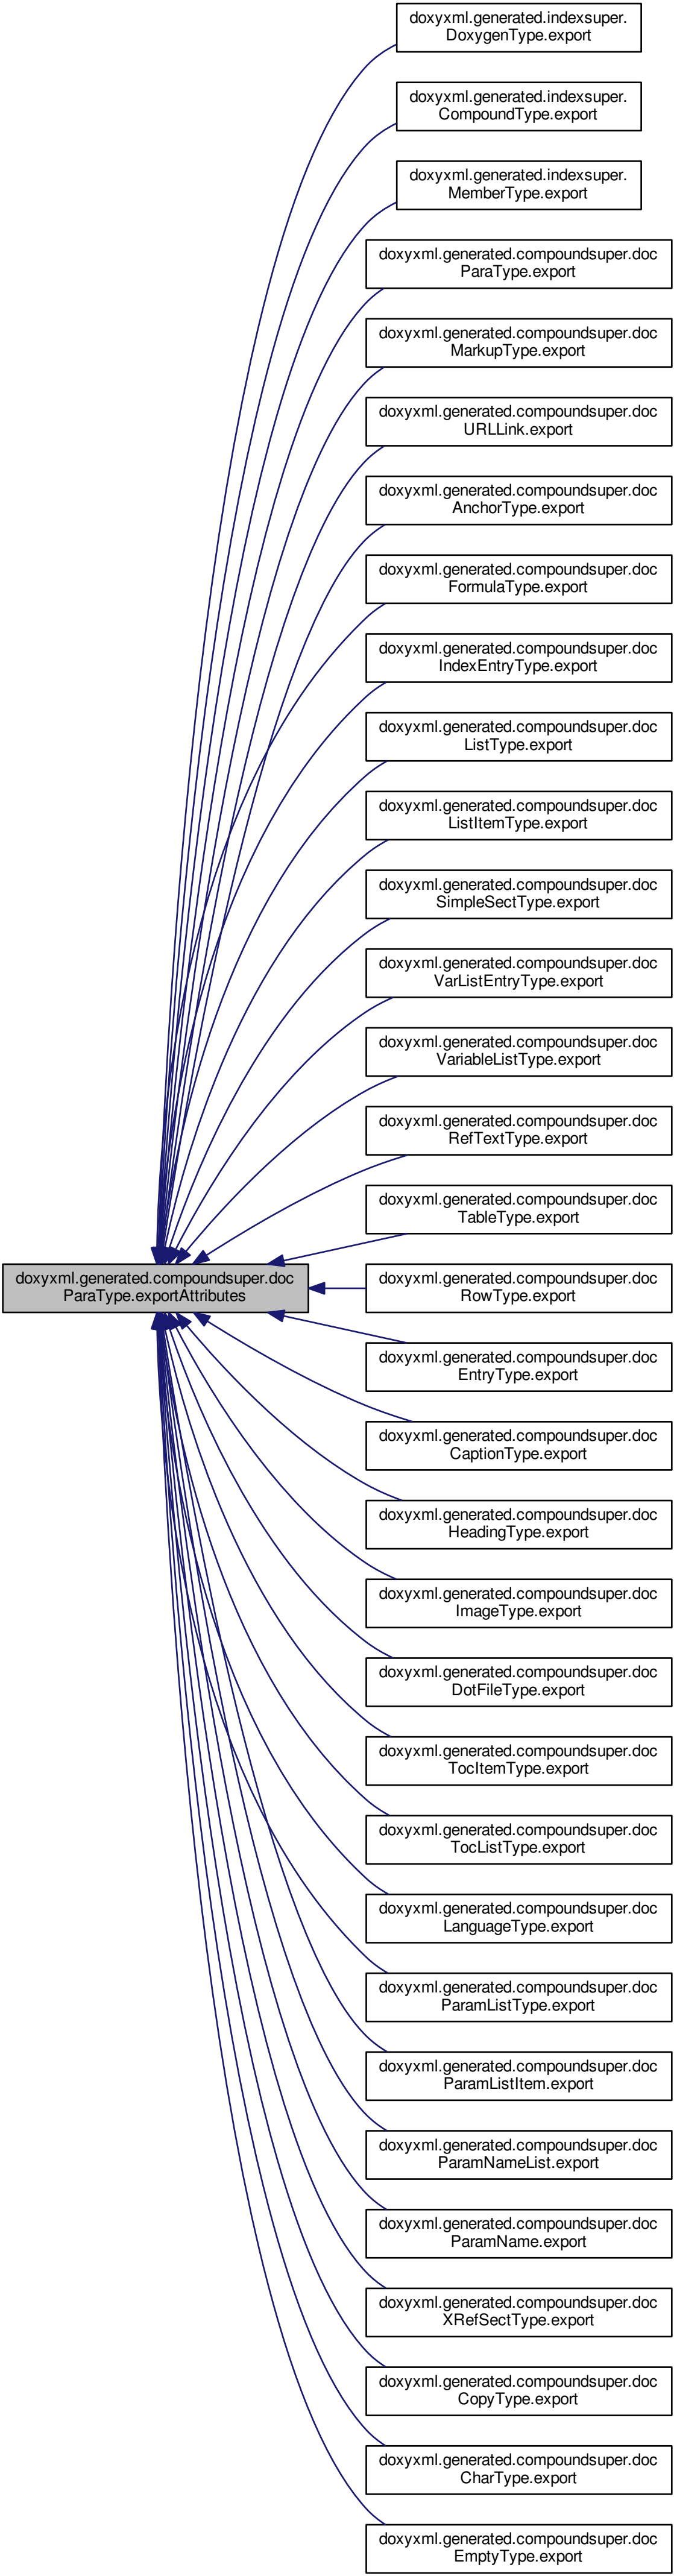 doxyxml.generated.indexsuper.
DoxygenType.export
doxyxml.generated.indexsuper.
CompoundType.export
doxyxml.generated.indexsuper.
MemberType.export
doxyxml.generated.compoundsuper.doc
ParaType.export
doxyxml.generated.compoundsuper.doc
MarkupType.export
doxyxml.generated.compoundsuper.doc
URLLink.export
doxyxml.generated.compoundsuper.doc
AnchorType.export
doxyxml.generated.compoundsuper.doc
FormulaType.export
doxyxml.generated.compoundsuper.doc
IndexEntryType.export
doxyxml.generated.compoundsuper.doc
ListType.export
doxyxml.generated.compoundsuper.doc
ListItemType.export
doxyxml.generated.compoundsuper.doc
SimpleSectType.export
doxyxml.generated.compoundsuper.doc
VarListEntryType.export
doxyxml.generated.compoundsuper.doc
VariableListType.export
doxyxml.generated.compoundsuper.doc
RefTextType.export
doxyxml.generated.compoundsuper.doc
TableType.export
doxyxml.generated.compoundsuper.doc
ParaType.exportAttributes
doxyxml.generated.compoundsuper.doc
RowType.export
doxyxml.generated.compoundsuper.doc
EntryType.export
doxyxml.generated.compoundsuper.doc
CaptionType.export
doxyxml.generated.compoundsuper.doc
HeadingType.export
doxyxml.generated.compoundsuper.doc
ImageType.export
doxyxml.generated.compoundsuper.doc
DotFileType.export
doxyxml.generated.compoundsuper.doc
TocItemType.export
doxyxml.generated.compoundsuper.doc
TocListType.export
doxyxml.generated.compoundsuper.doc
LanguageType.export
doxyxml.generated.compoundsuper.doc
ParamListType.export
doxyxml.generated.compoundsuper.doc
ParamListItem.export
doxyxml.generated.compoundsuper.doc
ParamNameList.export
doxyxml.generated.compoundsuper.doc
ParamName.export
doxyxml.generated.compoundsuper.doc
XRefSectType.export
doxyxml.generated.compoundsuper.doc
CopyType.export
doxyxml.generated.compoundsuper.doc
CharType.export
doxyxml.generated.compoundsuper.doc
EmptyType.export